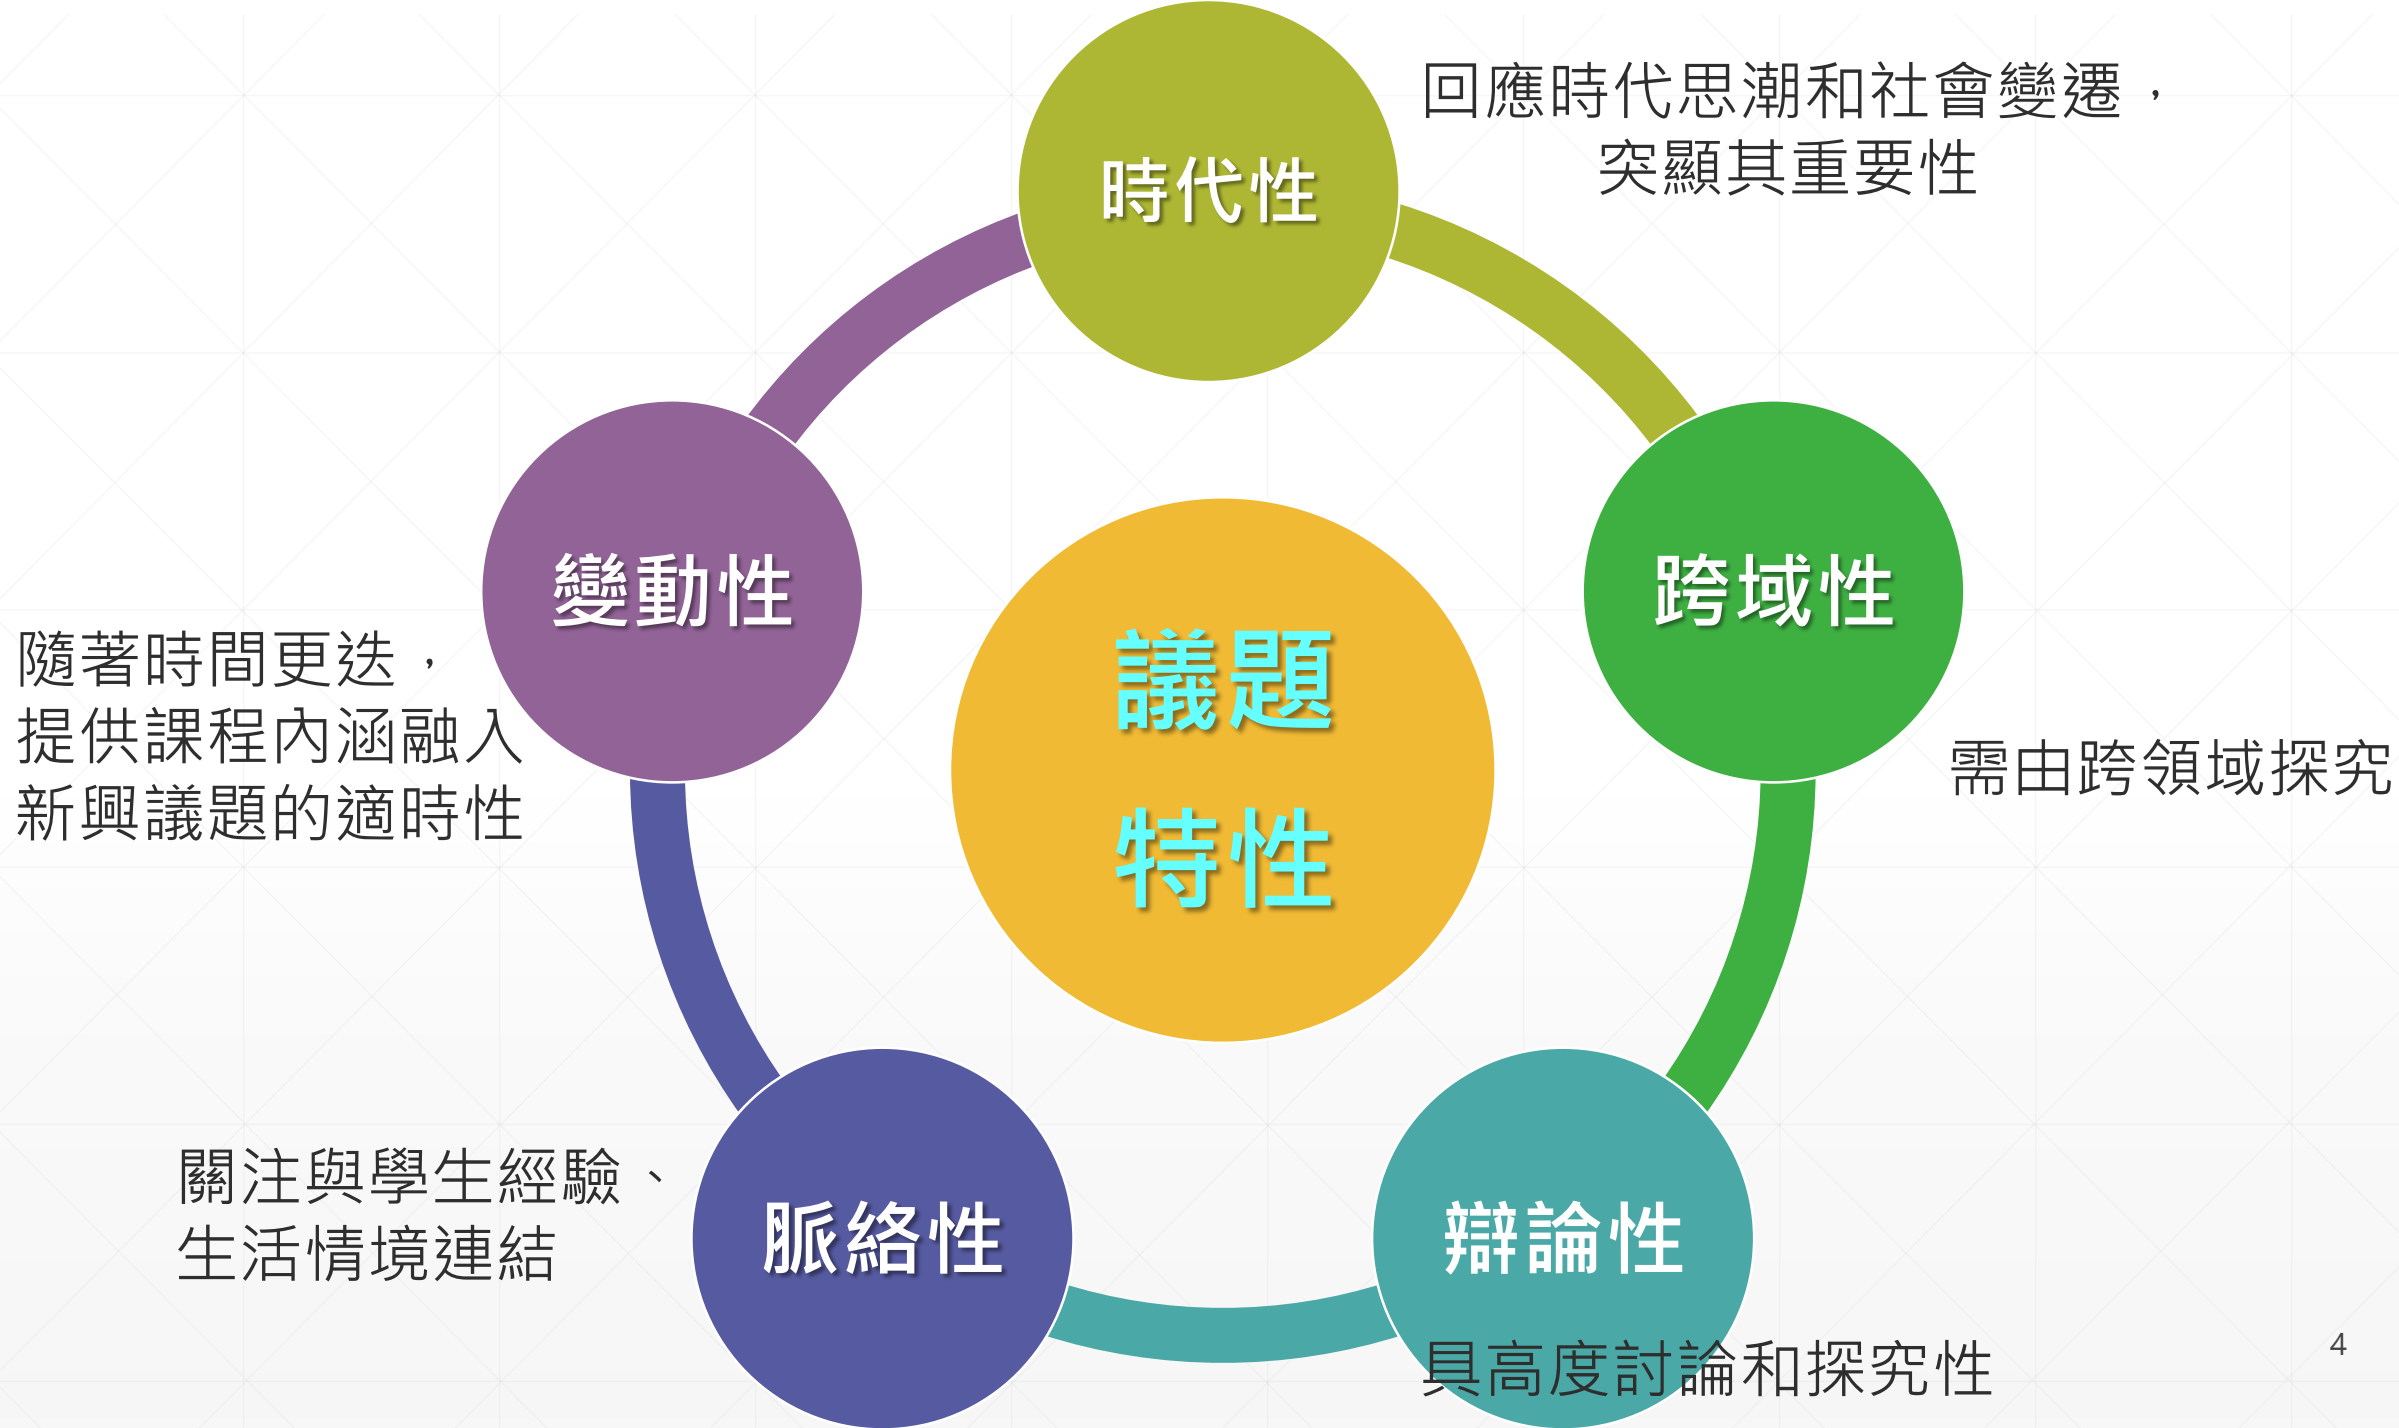 時代性
回應時代思潮和社會變遷，
突顯其重要性
變動性
跨域性
議題
特性
隨著時間更迭，
提供課程內涵融入
新興議題的適時性
需由跨領域探究
關注與學生經驗、
生活情境連結
脈絡性
辯論性
具高度討論和探究性
4